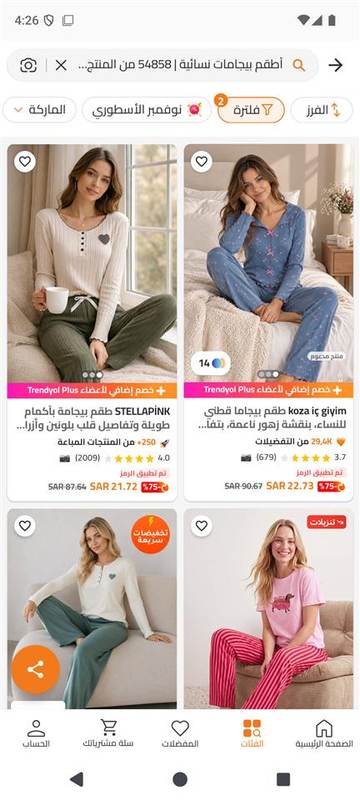 4:26
أطقم بيجامات نسائية | 54858 من المنتج...
الفرز
فلترة
2
نوفمبر الأسطوري
الماركة
14
منتج مدعوم
خصم إضافي لأعضاء Trendyol Plus
koza iç giyim طقم بيجاما قطني
للنساء، بنقشة زهور ناعمة، بتفا...
29,4K من التفضيلات
3.7 (679)
تم تطبيق الرمز
%75- SAR 22.73 SAR 90.67
خصم إضافي لأعضاء Trendyol Plus
STELLAPİNK طقم بيجامة بأكمام
طويلة وتفاصيل قلب بلونين وأزرا...
250+ من المنتجات المباعة
4.0 (2009)
تم تطبيق الرمز
%75- SAR 21.72 SAR 87.64
تنزيلات
تخفيضات
سريعة
الصفحة الرئيسية
الفئات
المفضلات
سلة مشترياتك
الحساب